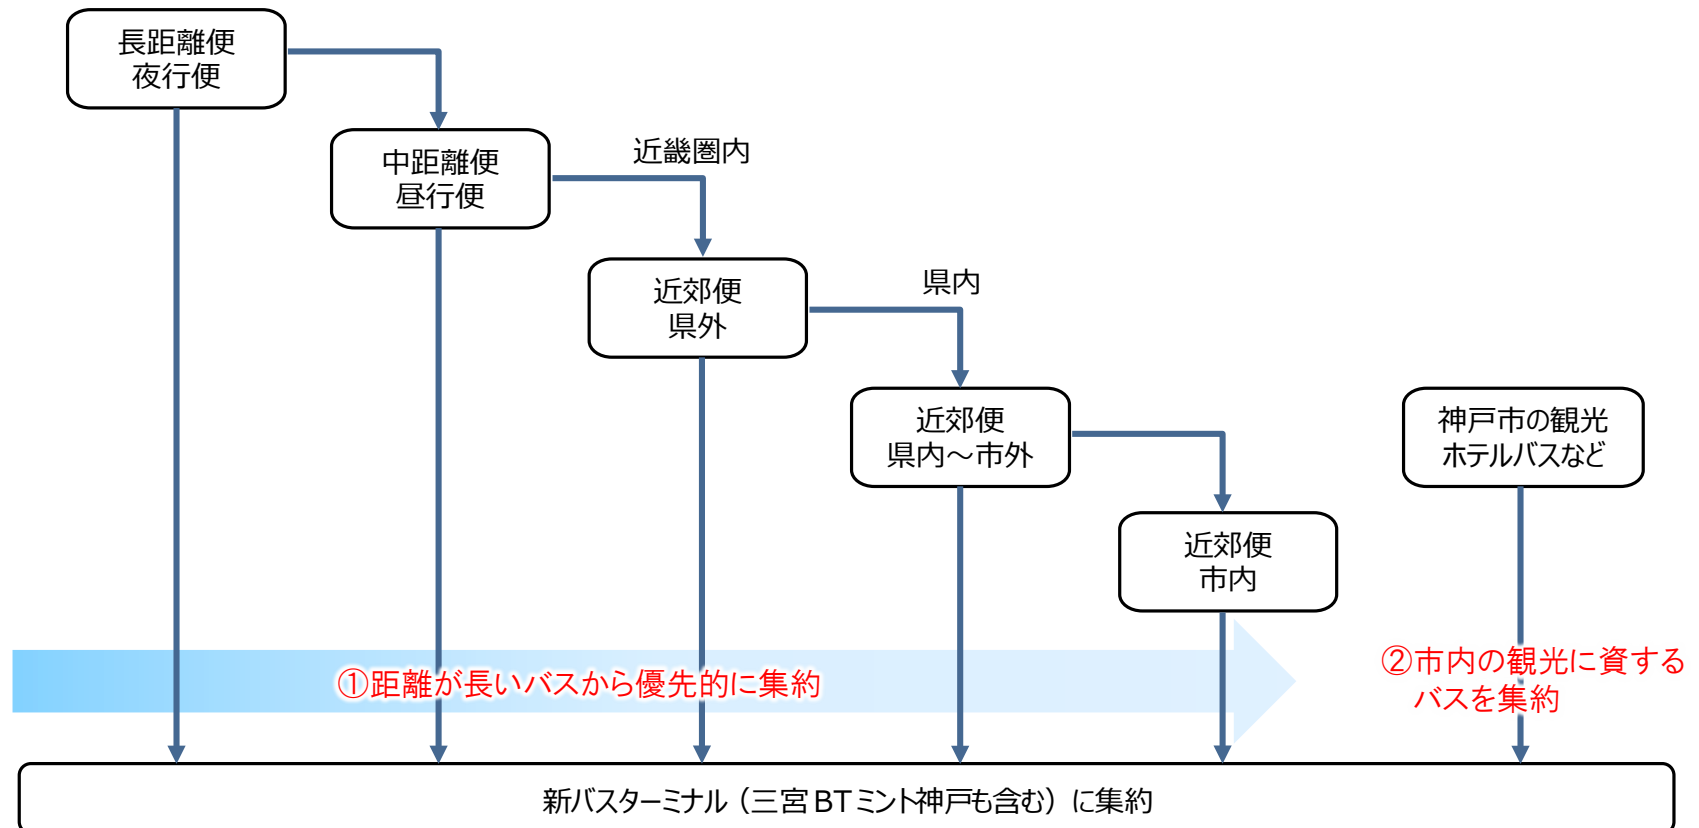 長距離便
夜行便
中距離便
昼行便
近畿圏内
近郊便
県外
県内
近郊便
県内～市外
近郊便
市内
神戸市の観光
ホテルバスなど
①距離が長いバスから優先的に集約
②市内の観光に資する
バスを集約
新バスターミナル（三宮BTミント神戸も含む）に集約